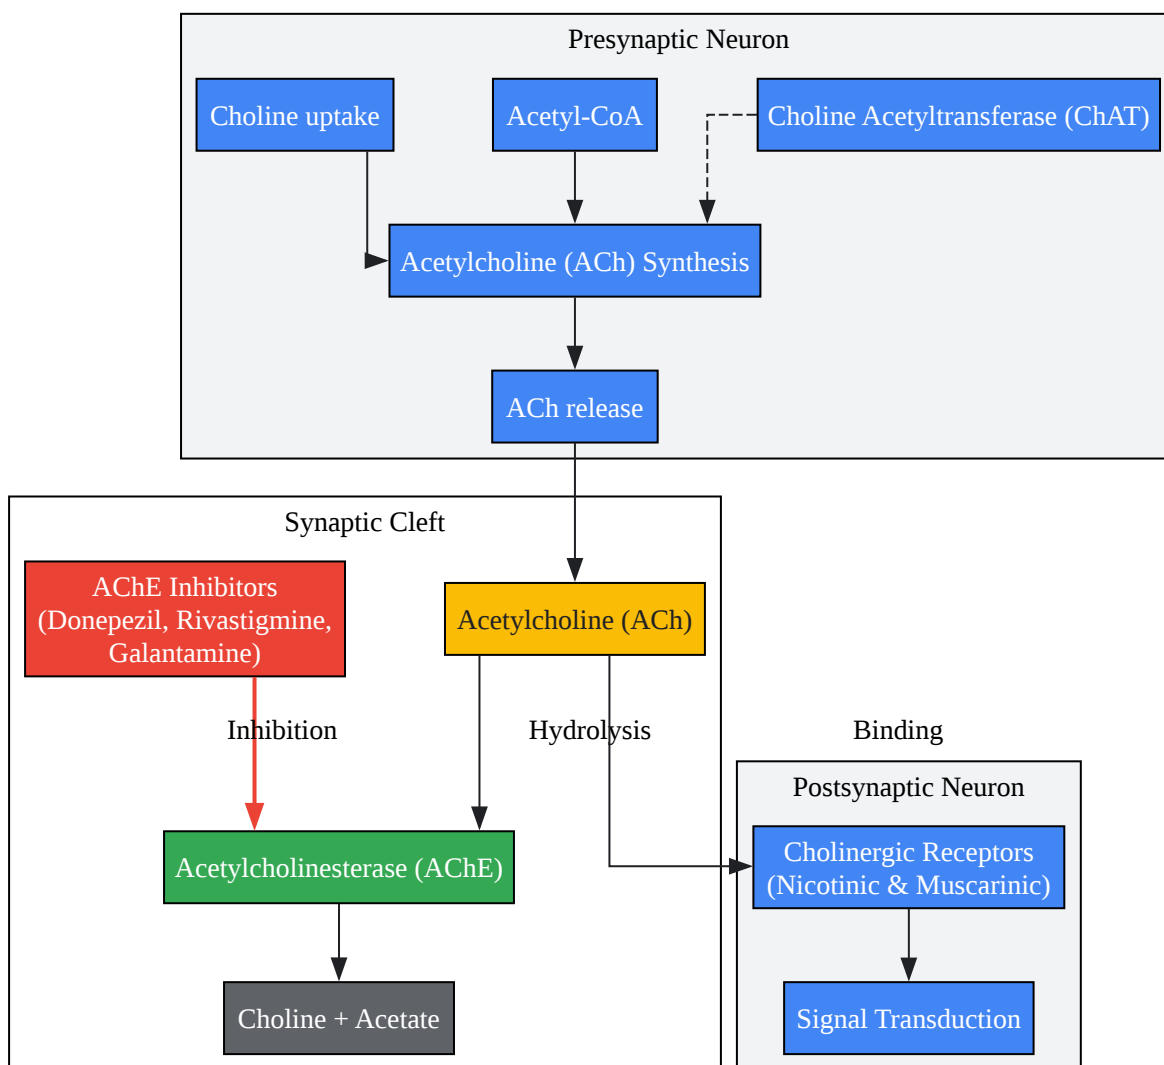 Presynaptic Neuron
Choline uptake
Acetyl-CoA
Choline Acetyltransferase (ChAT)
Acetylcholine (ACh) Synthesis
ACh release
Synaptic Cleft
AChE Inhibitors
(Donepezil, Rivastigmine,
Galantamine)
Acetylcholine (ACh)
Inhibition
Hydrolysis
Binding
Postsynaptic Neuron
Acetylcholinesterase (AChE)
Cholinergic Receptors
(Nicotinic & Muscarinic)
Choline + Acetate
Signal Transduction